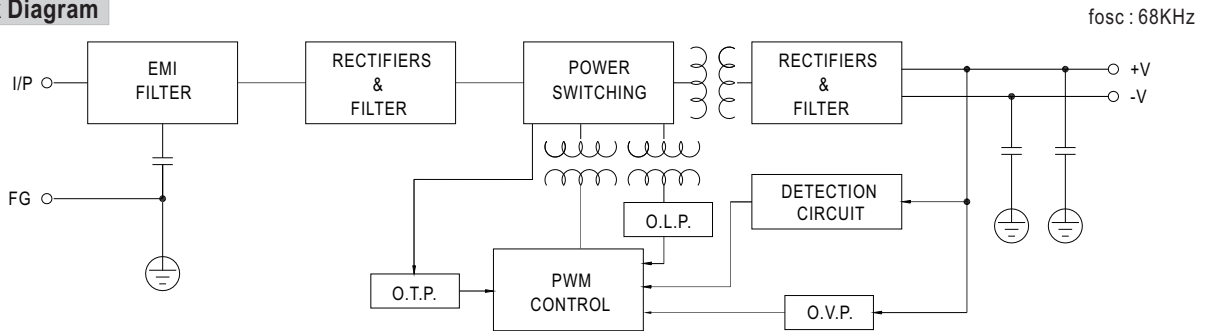 Diagram
fosc : 68KHz
I/P
EMI
FILTER
RECTIFIERS
&
FILTER
POWER
SWITCHING
RECTIFIERS
&
FILTER
+V
-V
FG
DETECTION
CIRCUIT
O.L.P.
O.T.P.
PWM
CONTROL
O.V.P.